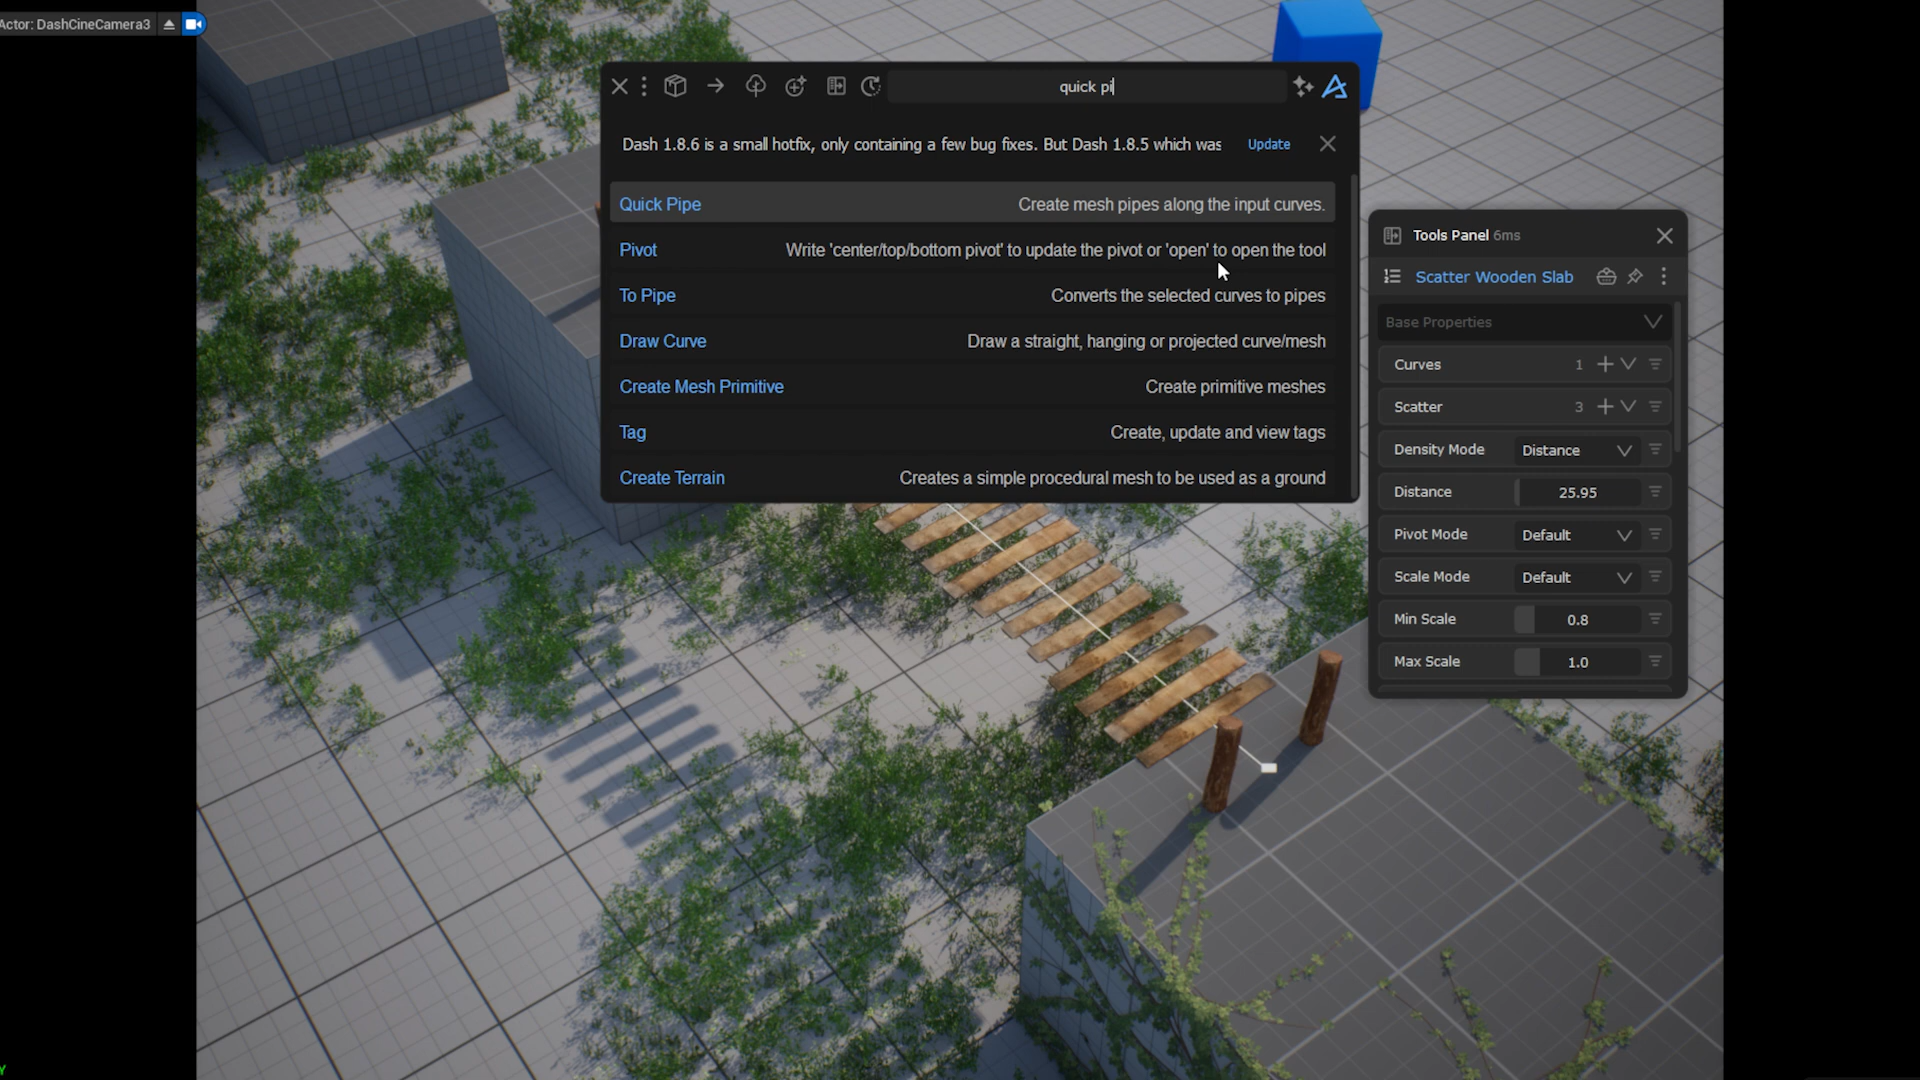 Actor: DashCineCamera3
quick pi
Dash 1.8.6 is a small hotfix, only containing a few bug fixes. But Dash 1.8.5 which was
Update
Quick Pipe
Create mesh pipes along the input curves.
Pivot
Write 'center/top/bottom pivot' to update the pivot or 'open' to open the tool
To Pipe
Converts the selected curves to pipes
Draw Curve
Draw a straight, hanging or projected curve/mesh
Create Mesh Primitive
Create primitive meshes
Tag
Create, update and view tags
Create Terrain
Creates a simple procedural mesh to be used as a ground
Tools Panel 6ms
Scatter Wooden Slab
Base Properties
Curves 1
Scatter 3
Density Mode Distance
Distance 25.95
Pivot Mode Default
Scale Mode Default
Min Scale 0.8
Max Scale 1.0
Y